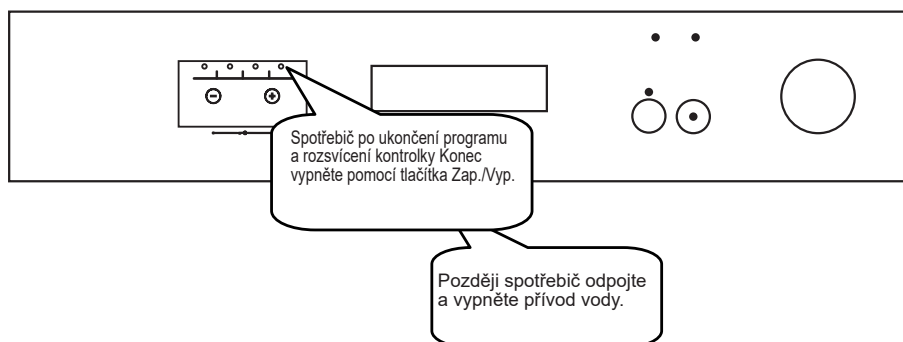 Spotřebič po ukončení programu
a rozsvícení kontrolky Konec
vypněte pomocí tlačítka Zap./Vyp.
Později spotřebič odpojte
a vypněte přívod vody.